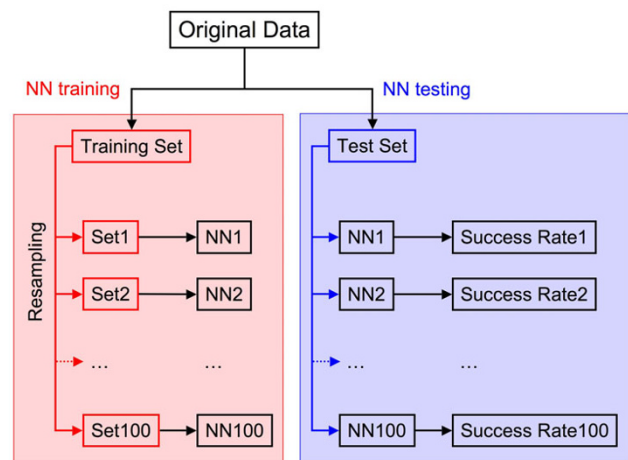 Original Data
NN training
NN testing
Training Set
Test Set
Resampling
Set1
NN1
NN1
Success Rate1
Set2
NN2
NN2
Success Rate2
...
...
...
...
Set100
NN100
NN100
Success Rate100